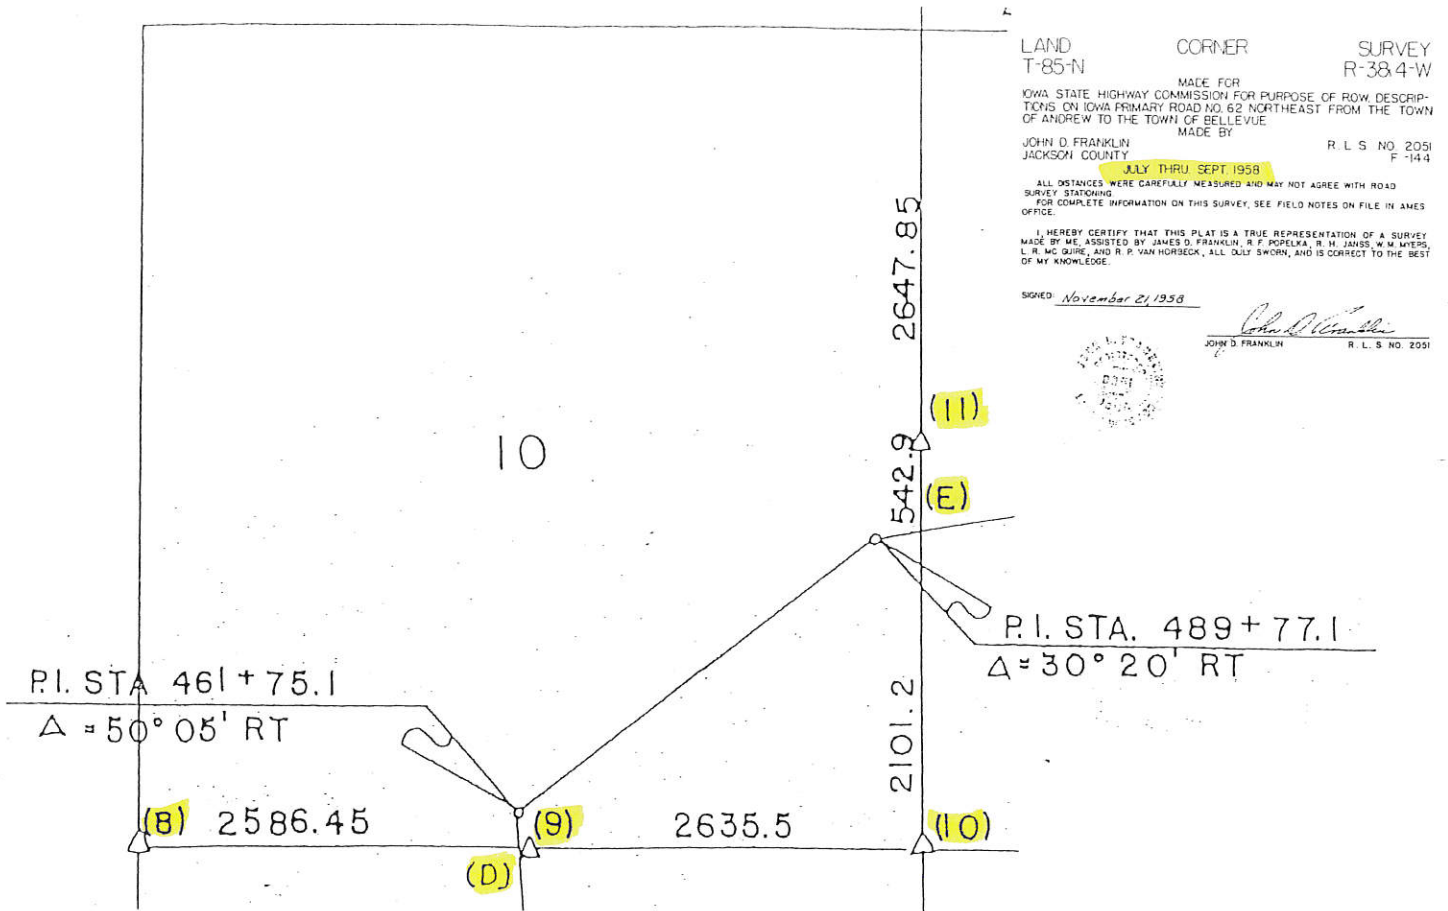 LAND CORNER SURVEY
T-85-N R-3&4-W
MADE FOR
IOWA STATE HIGHWAY COMMISSION FOR PURPOSE OF ROW. DESCRIP-
TIONS ON IOWA PRIMARY ROAD NO. 62 NORTHEAST FROM THE TOWN
OF ANDREW TO THE TOWN OF BELLEVUE
MADE BY
JOHN D. FRANKLIN R. L. S. NO. 2051
JACKSON COUNTY F-144
JULY THRU. SEPT. 1958
ALL DISTANCES WERE CAREFULLY MEASURED AND MAY NOT AGREE WITH ROAD
SURVEY STATIONING.
FOR COMPLETE INFORMATION ON THIS SURVEY, SEE FIELD NOTES ON FILE IN AMES
OFFICE.
I, HEREBY CERTIFY THAT THIS PLAT IS A TRUE REPRESENTATION OF A SURVEY
MADE BY ME, ASSISTED BY JAMES D. FRANKLIN, R. F. POPELKA, R. H. JANSS, W. M. MYERS,
L. R. MC GUIRE, AND R. P. VAN HORBECK, ALL DULY SWORN, AND IS CORRECT TO THE BEST
OF MY KNOWLEDGE.
SIGNED: November 21, 1958
John D. Franklin
JOHN D. FRANKLIN R. L. S. NO. 2051
2647.85
(11)
10
542.9
(E)
P.I. STA. 489+77.1
Δ = 30° 20' RT
P.I. STA 461+75.1
Δ = 50° 05' RT
2101.2
(8) 2586.45 (9) 2635.5 (10)
(D)